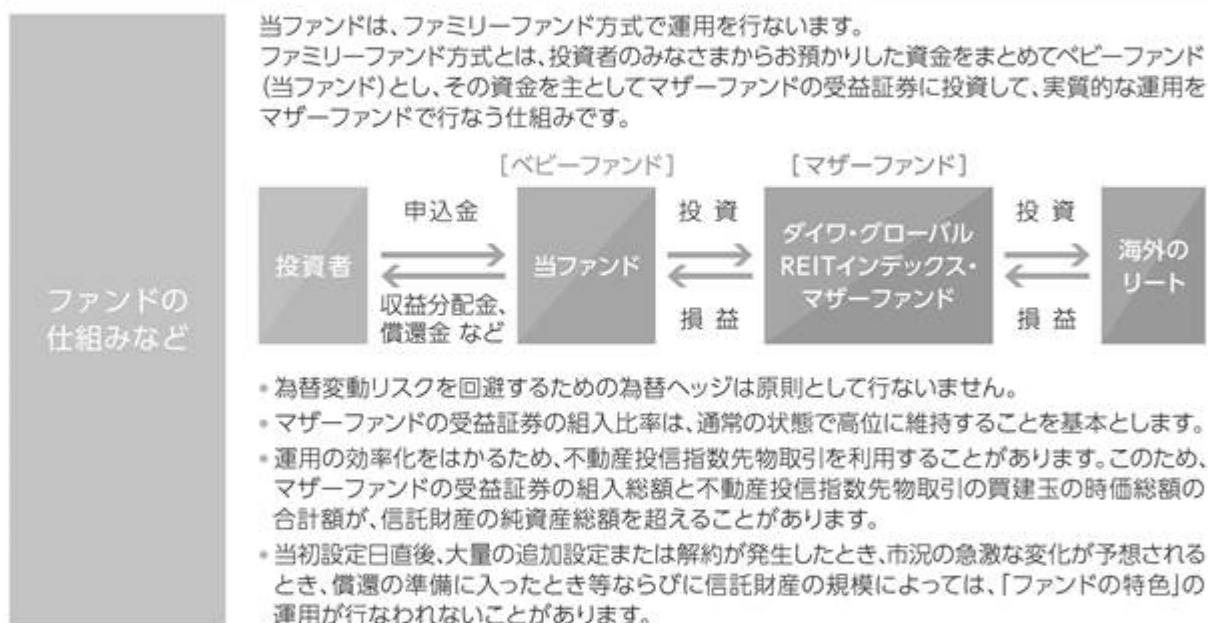 当ファンドは、ファミリーファンド方式で運用を行ないます。
ファミリーファンド方式とは、投資者のみなさまからお預かりした資金をまとめてベビーファンド
(当ファンド)とし、その資金を主としてマザーファンドの受益証券に投資して、実質的な運用を
マザーファンドで行なう仕組みです。
[ベビーファンド]
[マザーファンド]
申込金
投 資
投 資
投資者
当ファンド
ダイワ・グローバル
REITインデックス・
マザーファンド
海外の
リート
収益分配金、
償還金 など
損 益
損 益
ファンドの
仕組みなど
• 為替変動リスクを回避するための為替ヘッジは原則として行ないません。
• マザーファンドの受益証券の組入比率は、通常の状態で高位に維持することを基本とします。
• 運用の効率化をはかるため、不動産投信指数先物取引を利用することがあります。このため、
マザーファンドの受益証券の組入総額と不動産投信指数先物取引の買建玉の時価総額の
合計額が、信託財産の純資産総額を超えることがあります。
• 当初設定日直後、大量の追加設定または解約が発生したとき、市況の急激な変化が予想される
とき、償還の準備に入ったとき等ならびに信託財産の規模によっては、「ファンドの特色」の
運用が行なわれないことがあります。